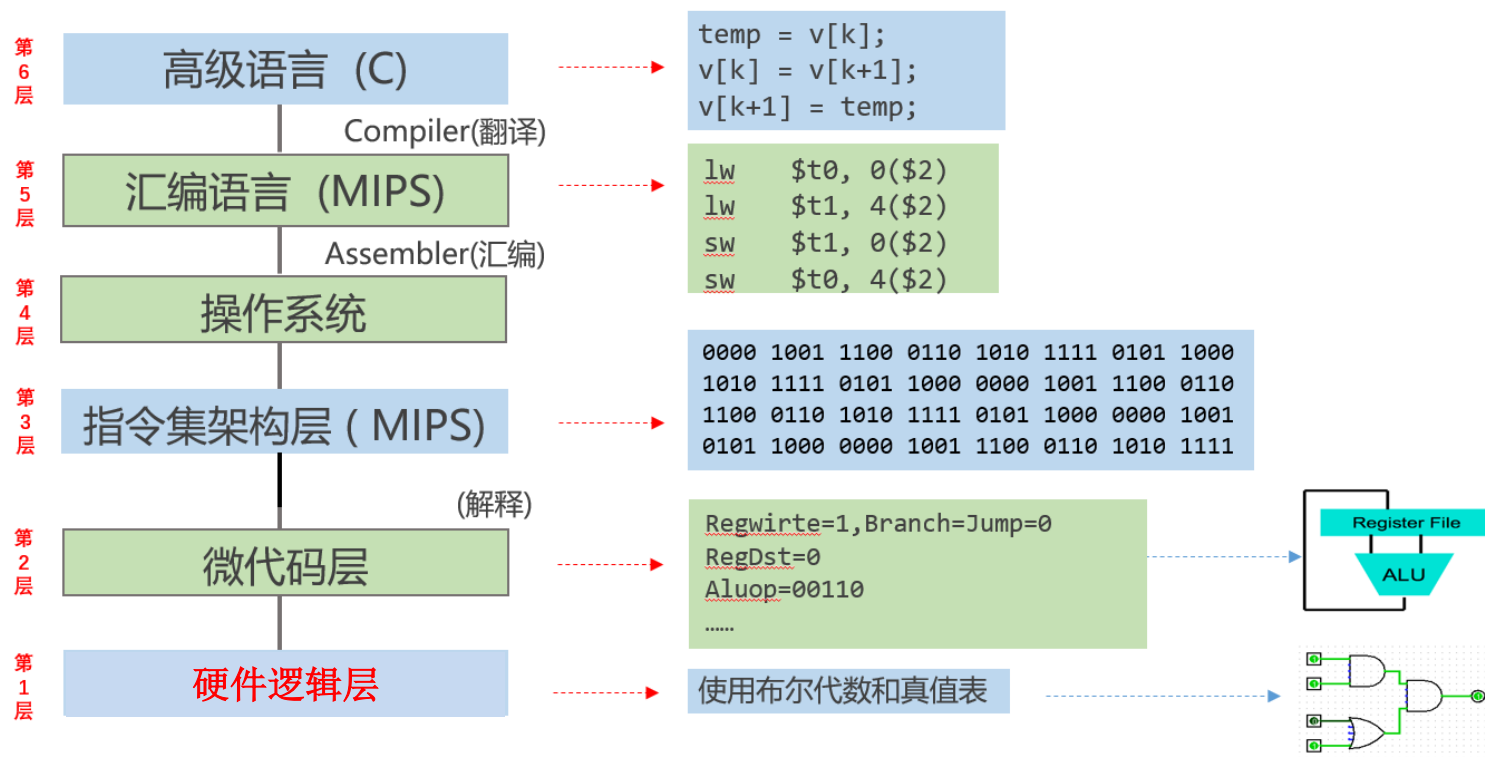 第6层
高级语言 (C)
temp = v[k];
v[k] = v[k+1];
v[k+1] = temp;
Compiler(翻译)
第5层
汇编语言 (MIPS)
lw $t0, 0($2)
lw $t1, 4($2)
sw $t1, 0($2)
sw $t0, 4($2)
Assembler(汇编)
第4层
操作系统
第3层
指令集架构层 ( MIPS)
0000 1001 1100 0110 1010 1111 0101 1000
1010 1111 0101 1000 0000 1001 1100 0110
1100 0110 1010 1111 0101 1000 0000 1001
0101 1000 0000 1001 1100 0110 1010 1111
(解释)
第2层
微代码层
Regwirte=1,Branch=Jump=0
RegDst=0
Aluop=00110
……
Register File
ALU
第1层
硬件逻辑层
使用布尔代数和真值表